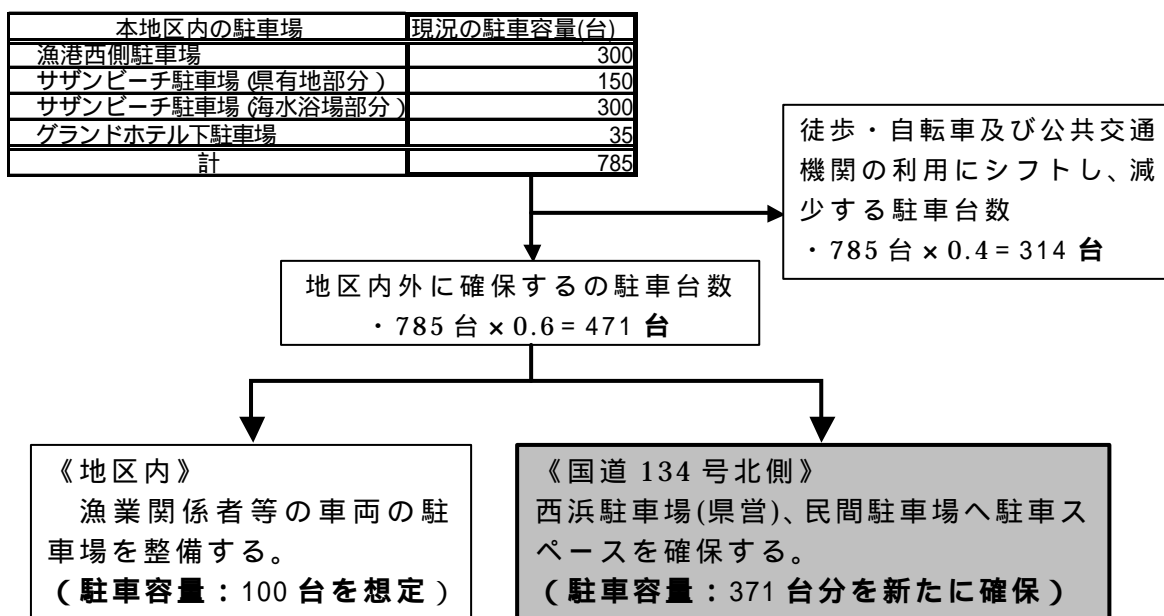 本地区内の駐車場 現況の駐車容量(台)
漁港西側駐車場 300
サザンビーチ駐車場(県有地部分) 150
サザンビーチ駐車場(海水浴場部分) 300
グランドホテル下駐車場 35
計 785
徒歩・自転車及び公共交通
機関の利用にシフトし、減
少する駐車台数
・785台×0.4=314台
地区内外に確保するの駐車台数
・785台×0.6=471台
《地区内》
漁業関係者等の車両の駐
車場を整備する。
(駐車容量:100台を想定)
《国道134号北側》
西浜駐車場(県営)、民間駐車場へ駐車ス
ペースを確保する。
(駐車容量:371台分を新たに確保)